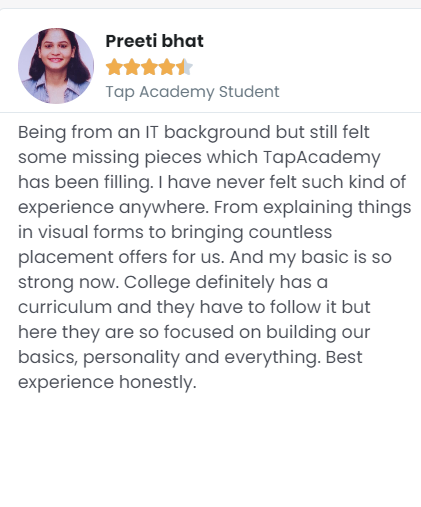 Preeti bhat
Tap Academy Student
Being from an IT background but still felt
some missing pieces which TapAcademy
has been filling. I have never felt such kind of
experience anywhere. From explaining things
in visual forms to bringing countless
placement offers for us. And my basic is so
strong now. College definitely has a
curriculum and they have to follow it but
here they are so focused on building our
basics, personality and everything. Best
experience honestly.